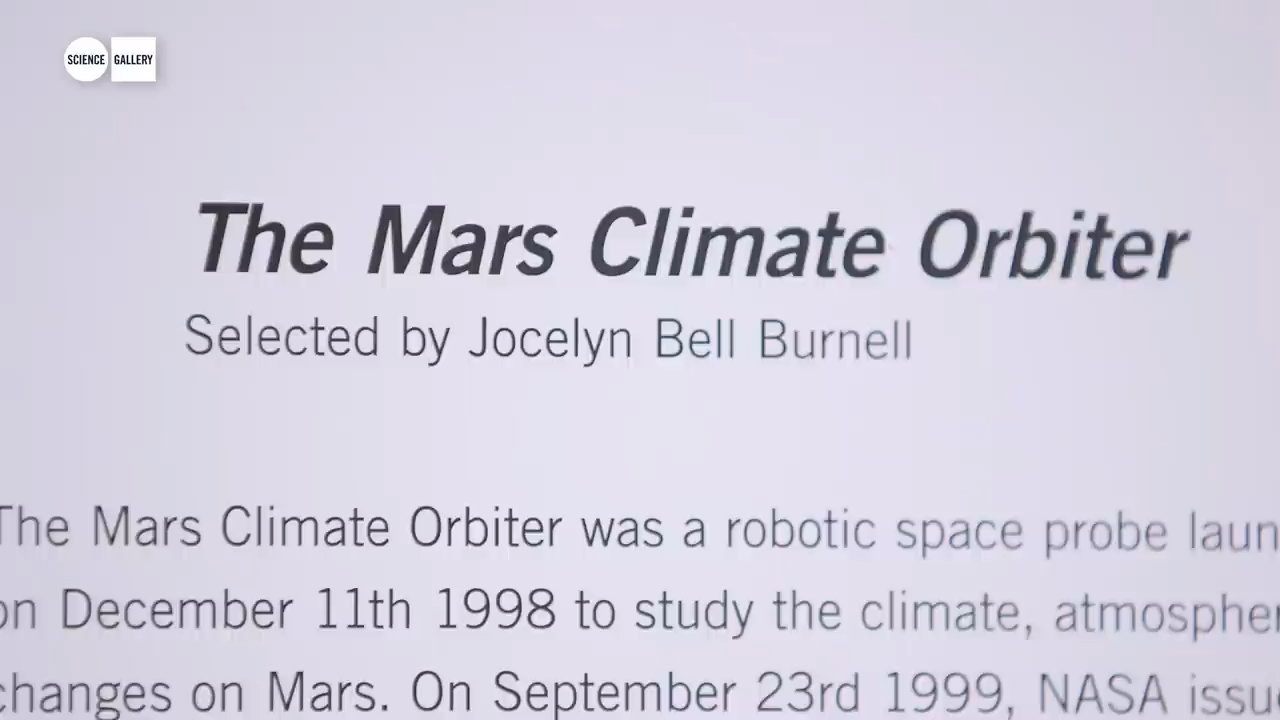 SCIENCE GALLERY
The Mars Climate Orbiter
Selected by Jocelyn Bell Burnell
The Mars Climate Orbiter was a robotic space probe
on December 11th 1998 to study the climate,
changes on Mars. On September 23rd 1999, NASA